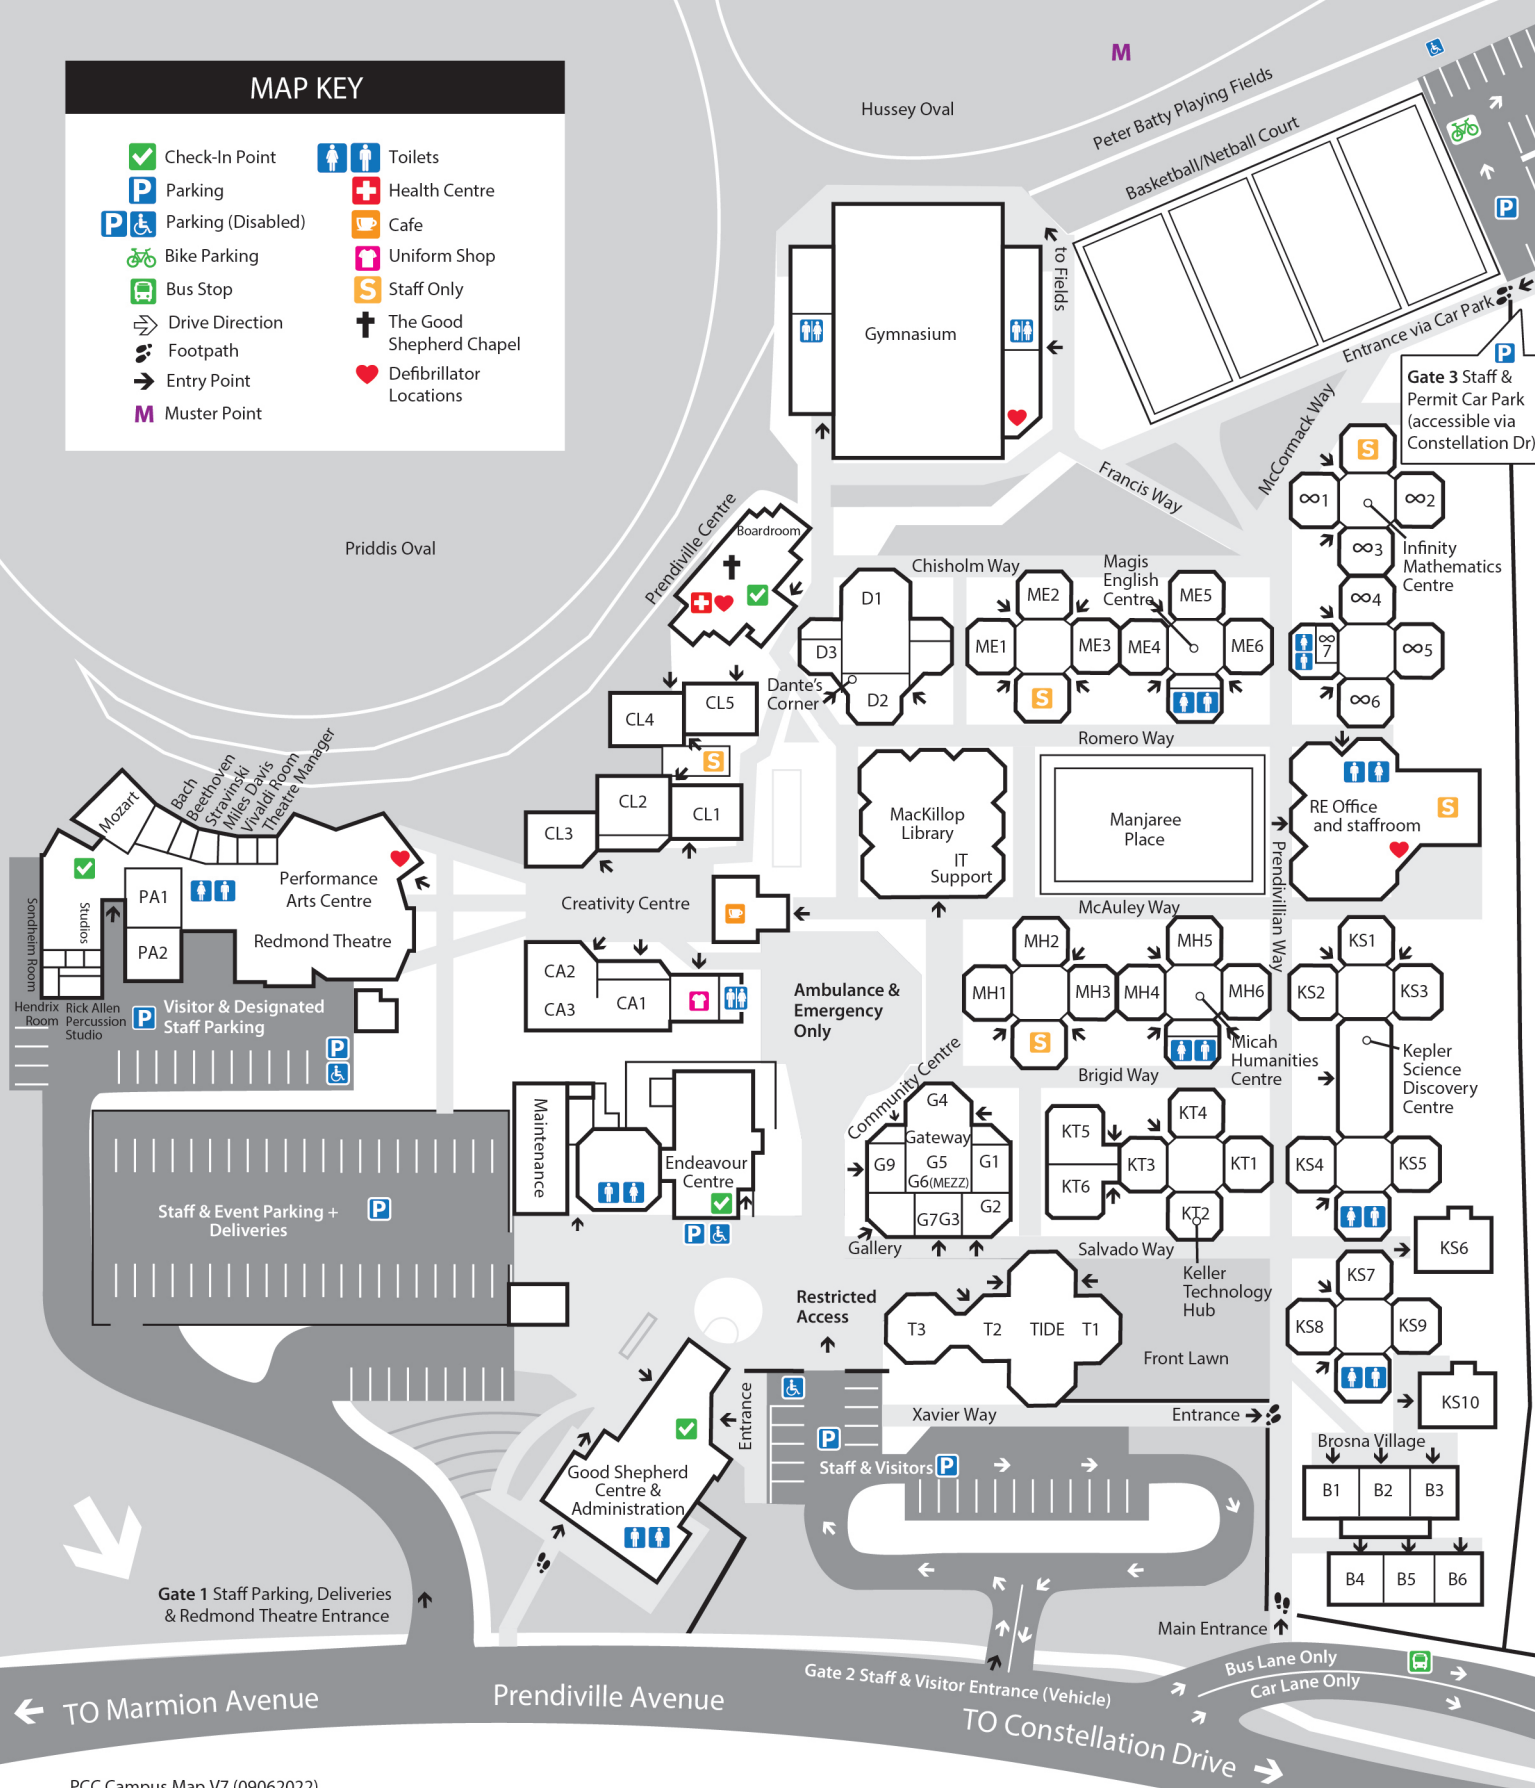 MAP KEY
Check-In Point
Parking
Parking (Disabled)
Bike Parking
Bus Stop
Drive Direction
Footpath
Entry Point
M Muster Point
Toilets
Health Centre
Cafe
Uniform Shop
S Staff Only
The Good
Shepherd Chapel
Defibrillator
Locations
M
Hussey Oval
Peter Batty Playing Fields
Basketball/Netball Court
P
to Fields
Gymnasium
Entrance via Car Park
P
Gate 3 Staff &
Permit Car Park
(accessible via
Constellation Dr)
McCormack Way
Francis Way
S
∞1
∞2
∞3
Infinity
Mathematics
Centre
∞4
∞
7
∞5
∞6
Priddis Oval
Prendiville Centre
Boardroom
Chisholm Way
Magis
English
Centre
D1
D3
D2
Dante's
Corner
ME2
ME1
ME3
S
ME5
ME4
ME6
CL4
CL5
S
CL2
CL1
CL3
Romero Way
MacKillop
Library
IT
Support
Manjaree
Place
RE Office
and staffroom
S
Prendivillian Way
McAuley Way
Mozart
Bach
Beethoven
Stravinski
Miles Davis
Vivaldi Room
Theatre Manager
Performance
Arts Centre
Redmond Theatre
PA1
PA2
Studios
Sondheim Room
Hendrix
Room
Rick Allen
Percussion
Studio
P
Visitor & Designated
Staff Parking
P
Creativity Centre
CA2
CA3
CA1
Ambulance &
Emergency
Only
MH2
MH1
MH3
S
MH5
MH4
MH6
Micah
Humanities
Centre
KS1
KS2
KS3
Kepler
Science
Discovery
Centre
KS4
KS5
KS6
KS7
KS8
KS9
KS10
Brigid Way
Community Centre
G4
Gateway
G9
G5
G6(MEZZ)
G1
G2
G7
G3
Gallery
KT5
KT6
KT4
KT3
KT1
KT2
Salvado Way
Keller
Technology
Hub
Maintenance
Endeavour
Centre
P
Staff & Event Parking +
Deliveries
P
Restricted
Access
T3
T2
TIDE
T1
Front Lawn
Xavier Way
Entrance
Entrance
P
Staff & Visitors P
Good Shepherd
Centre &
Administration
Brosna Village
B1
B2
B3
B4
B5
B6
Gate 1 Staff Parking, Deliveries
& Redmond Theatre Entrance
Main Entrance
Bus Lane Only
Car Lane Only
Gate 2 Staff & Visitor Entrance (Vehicle)
TO Marmion Avenue
Prendiville Avenue
TO Constellation Drive
PCC Campus Map V7 (09062022)